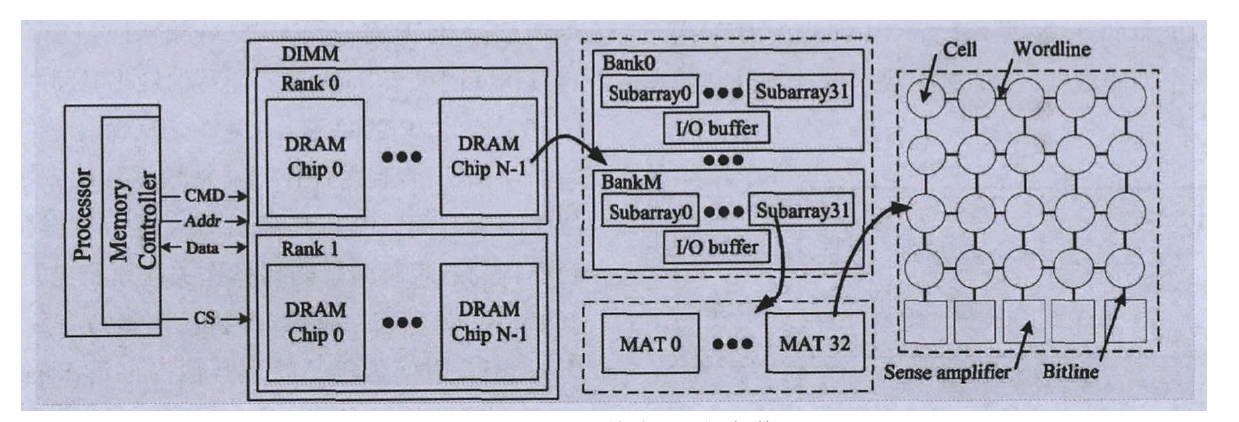 Processor
Memory
Controller
CMD
Addr
Data
CS
DIMM
Rank 0
DRAM
Chip 0
DRAM
Chip N-1
Rank 1
DRAM
Chip 0
DRAM
Chip N-1
Bank0
Subarray0
Subarray31
I/O buffer
BankM
Subarray0
Subarray31
I/O buffer
MAT 0
MAT 32
Cell
Wordline
Sense amplifier
Bitline